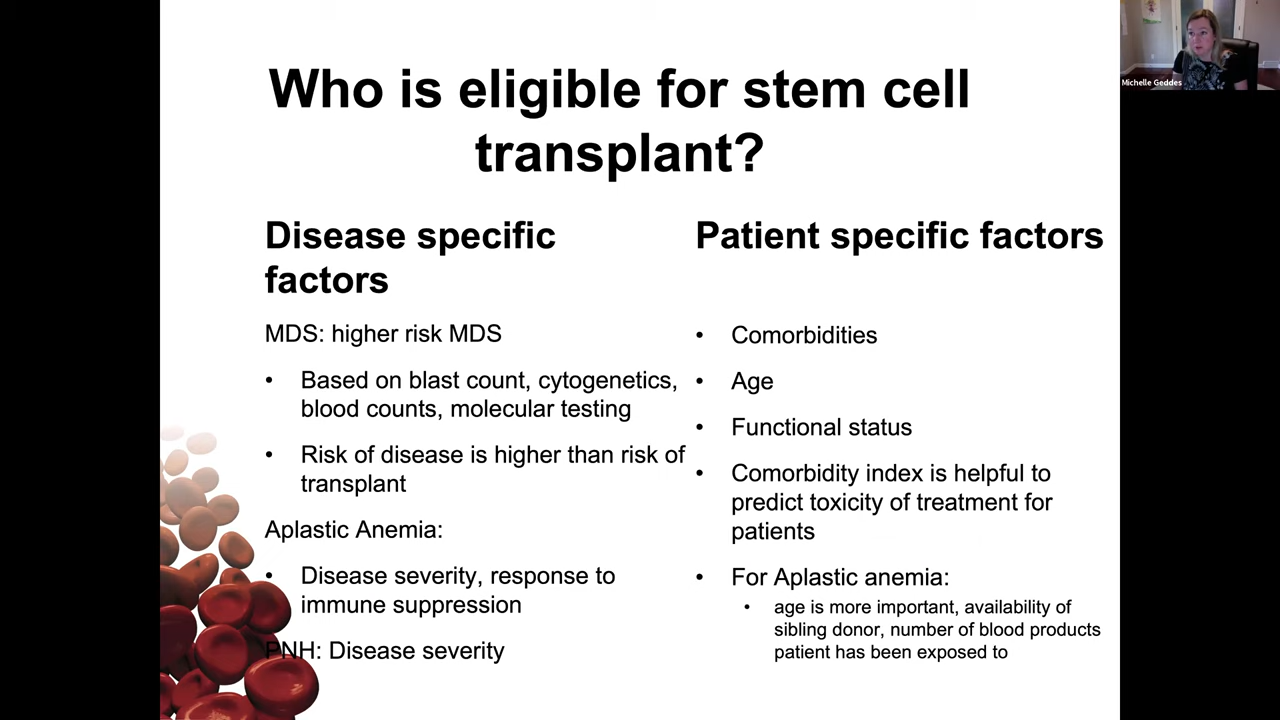 Who is eligible for stem cell
transplant?
Disease specific
factors
MDS: higher risk MDS
• Based on blast count, cytogenetics,
blood counts, molecular testing
• Risk of disease is higher than risk of
transplant
Aplastic Anemia:
• Disease severity, response to
immune suppression
PNH: Disease severity
Patient specific factors
• Comorbidities
• Age
• Functional status
• Comorbidity index is helpful to
predict toxicity of treatment for
patients
• For Aplastic anemia:
• age is more important, availability of
sibling donor, number of blood products
patient has been exposed to
Michelle Geddes